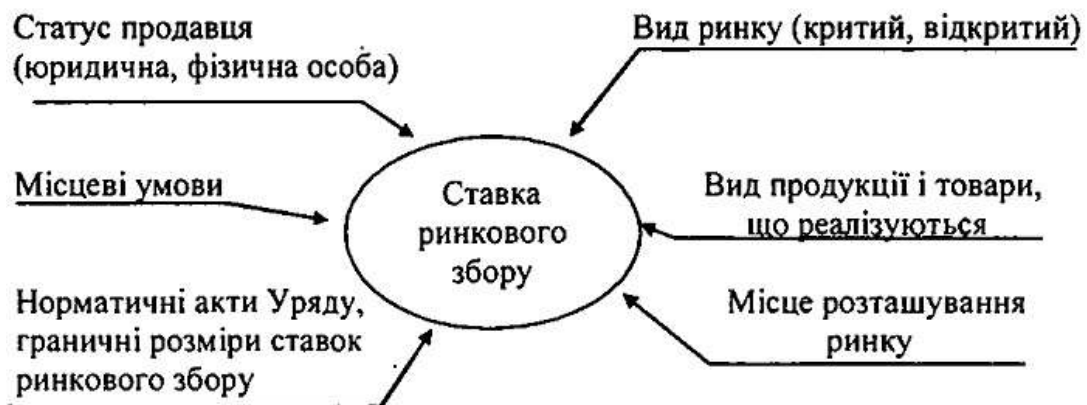 Статус продавця
(юридична, фізична особа)
Вид ринку (критий, відкритий)
Місцеві умови
Ставка
ринкового
збору
Вид продукції і товари,
що реалізуються
Норматичні акти Уряду,
граничні розміри ставок
ринкового збору
Місце розташування
ринку